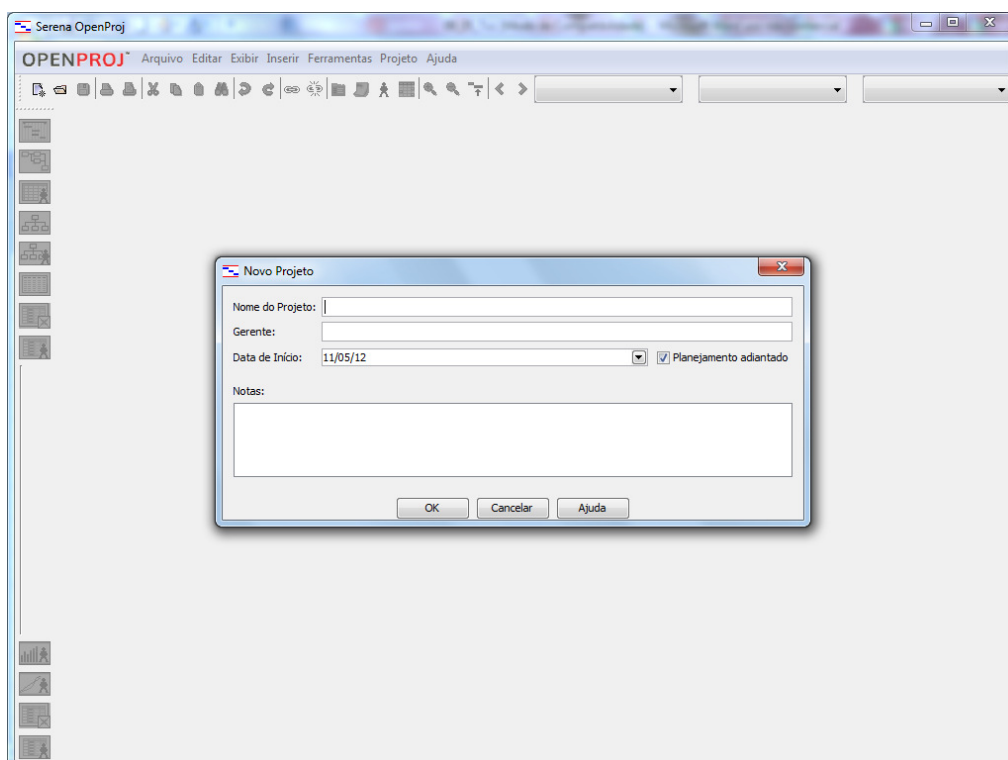 Serena OpenProj
OPENPROJ Arquivo Editar Exibir Inserir Ferramentas Projeto Ajuda
Novo Projeto
Nome do Projeto:
Gerente:
Data de Início: 11/05/12 Planejamento adiantado
Notas:
OK Cancelar Ajuda